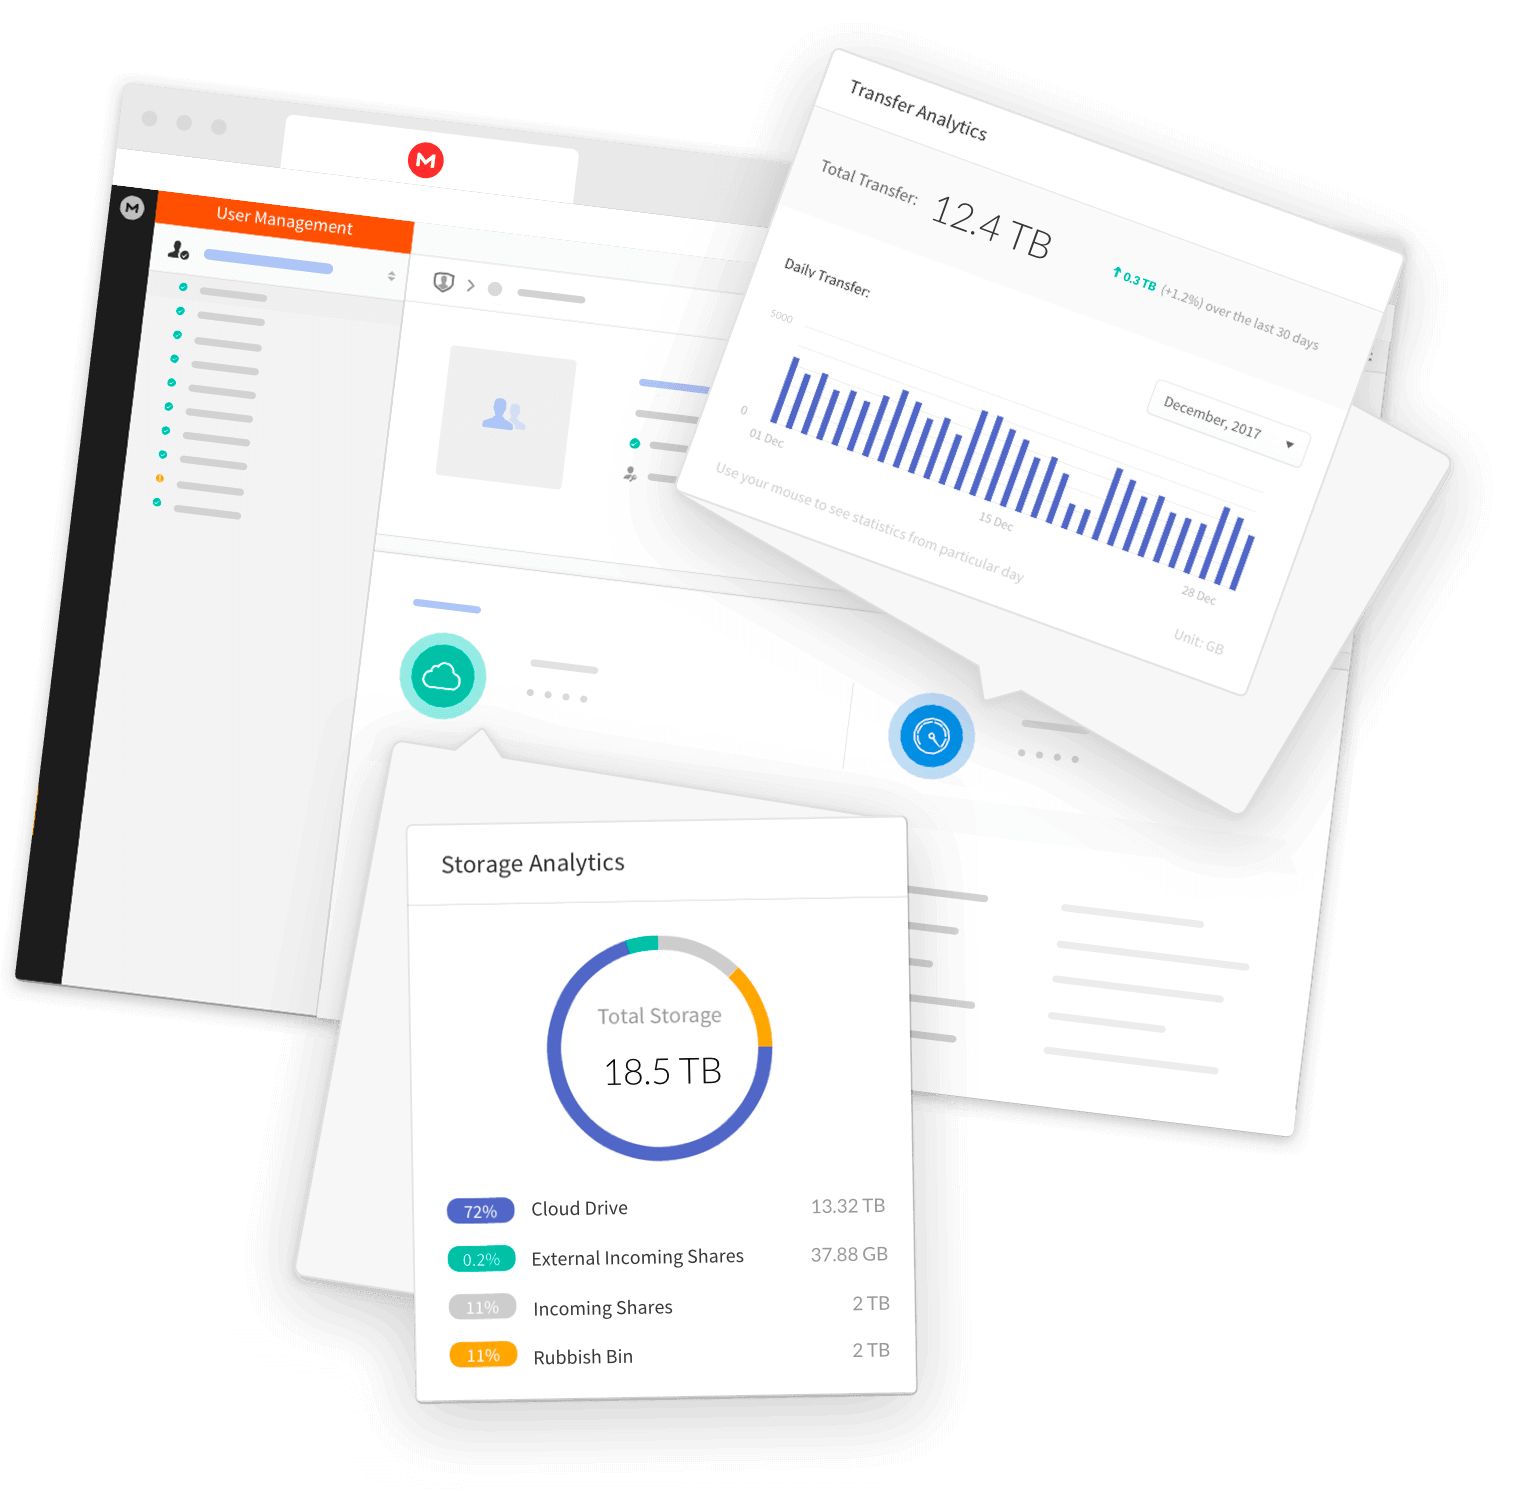 M
M
User Management
Transfer Analytics
Total Transfer: 12.4 TB
0.3 TB (+1.2%) over the last 30 days
Daily Transfer:
December, 2017
5000
0
01 Dec
15 Dec
28 Dec
Use your mouse to see statistics from particular day
Unit: GB
Storage Analytics
Total Storage
18.5 TB
72% Cloud Drive 13.32 TB
0.2% External Incoming Shares 37.88 GB
11% Incoming Shares 2 TB
11% Rubbish Bin 2 TB